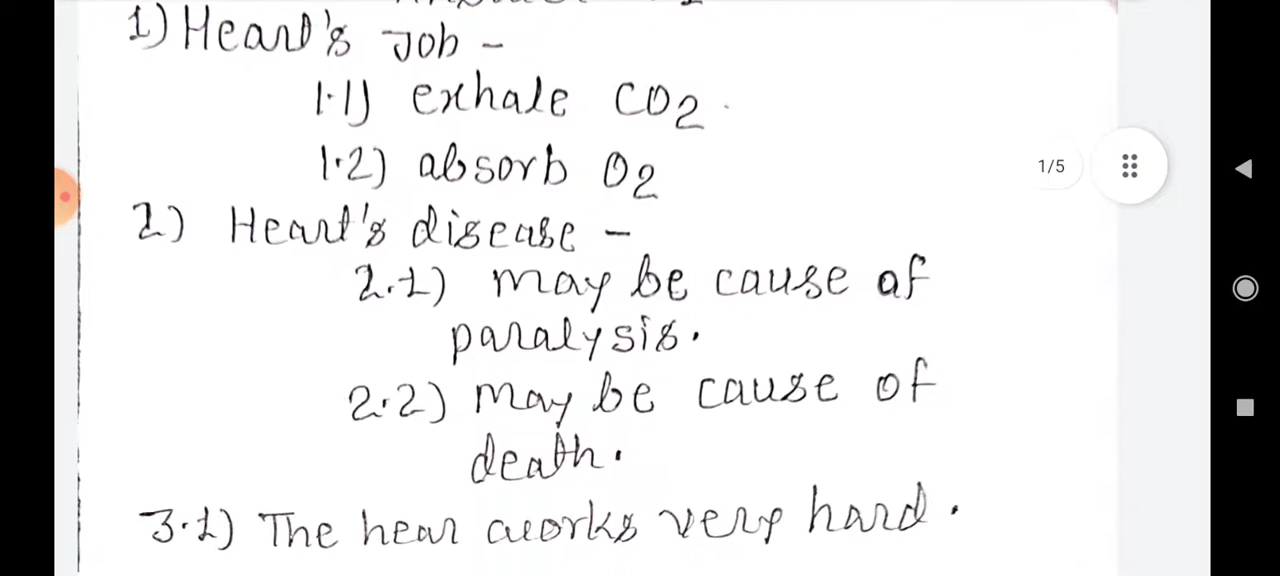 1) Heart's Job -
1.1) exhale CO2.
1.2) absorb O2
1/5
2) Heart's disease -
2.1) may be cause of
paralysis.
2.2) may be cause of
death.
3.1) The hear works very hard.